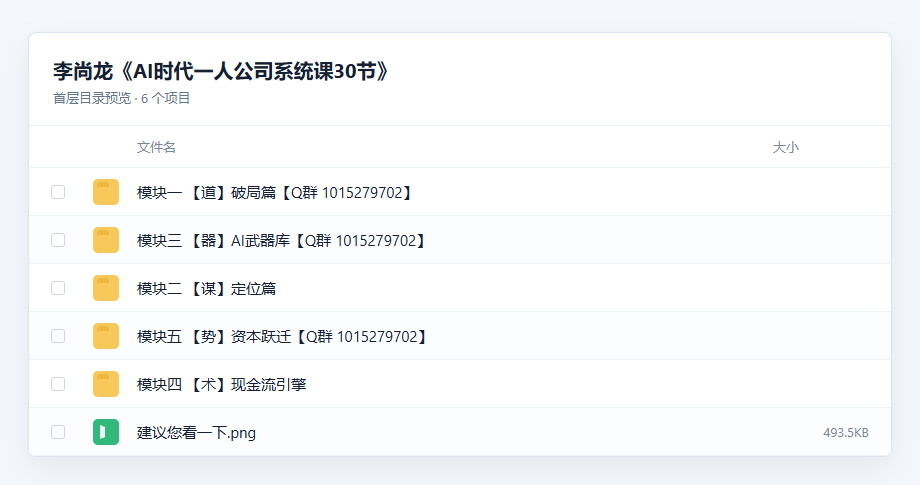 李尚龙《AI时代一人公司系统课30节》
首层目录预览 · 6 个项目
文件名 大小
模块一 【道】破局篇【Q群 1015279702】
模块三 【器】AI武器库【Q群 1015279702】
模块二 【谋】定位篇
模块五 【势】资本跃迁【Q群 1015279702】
模块四 【术】现金流引擎
建议您看一下.png 493.5KB